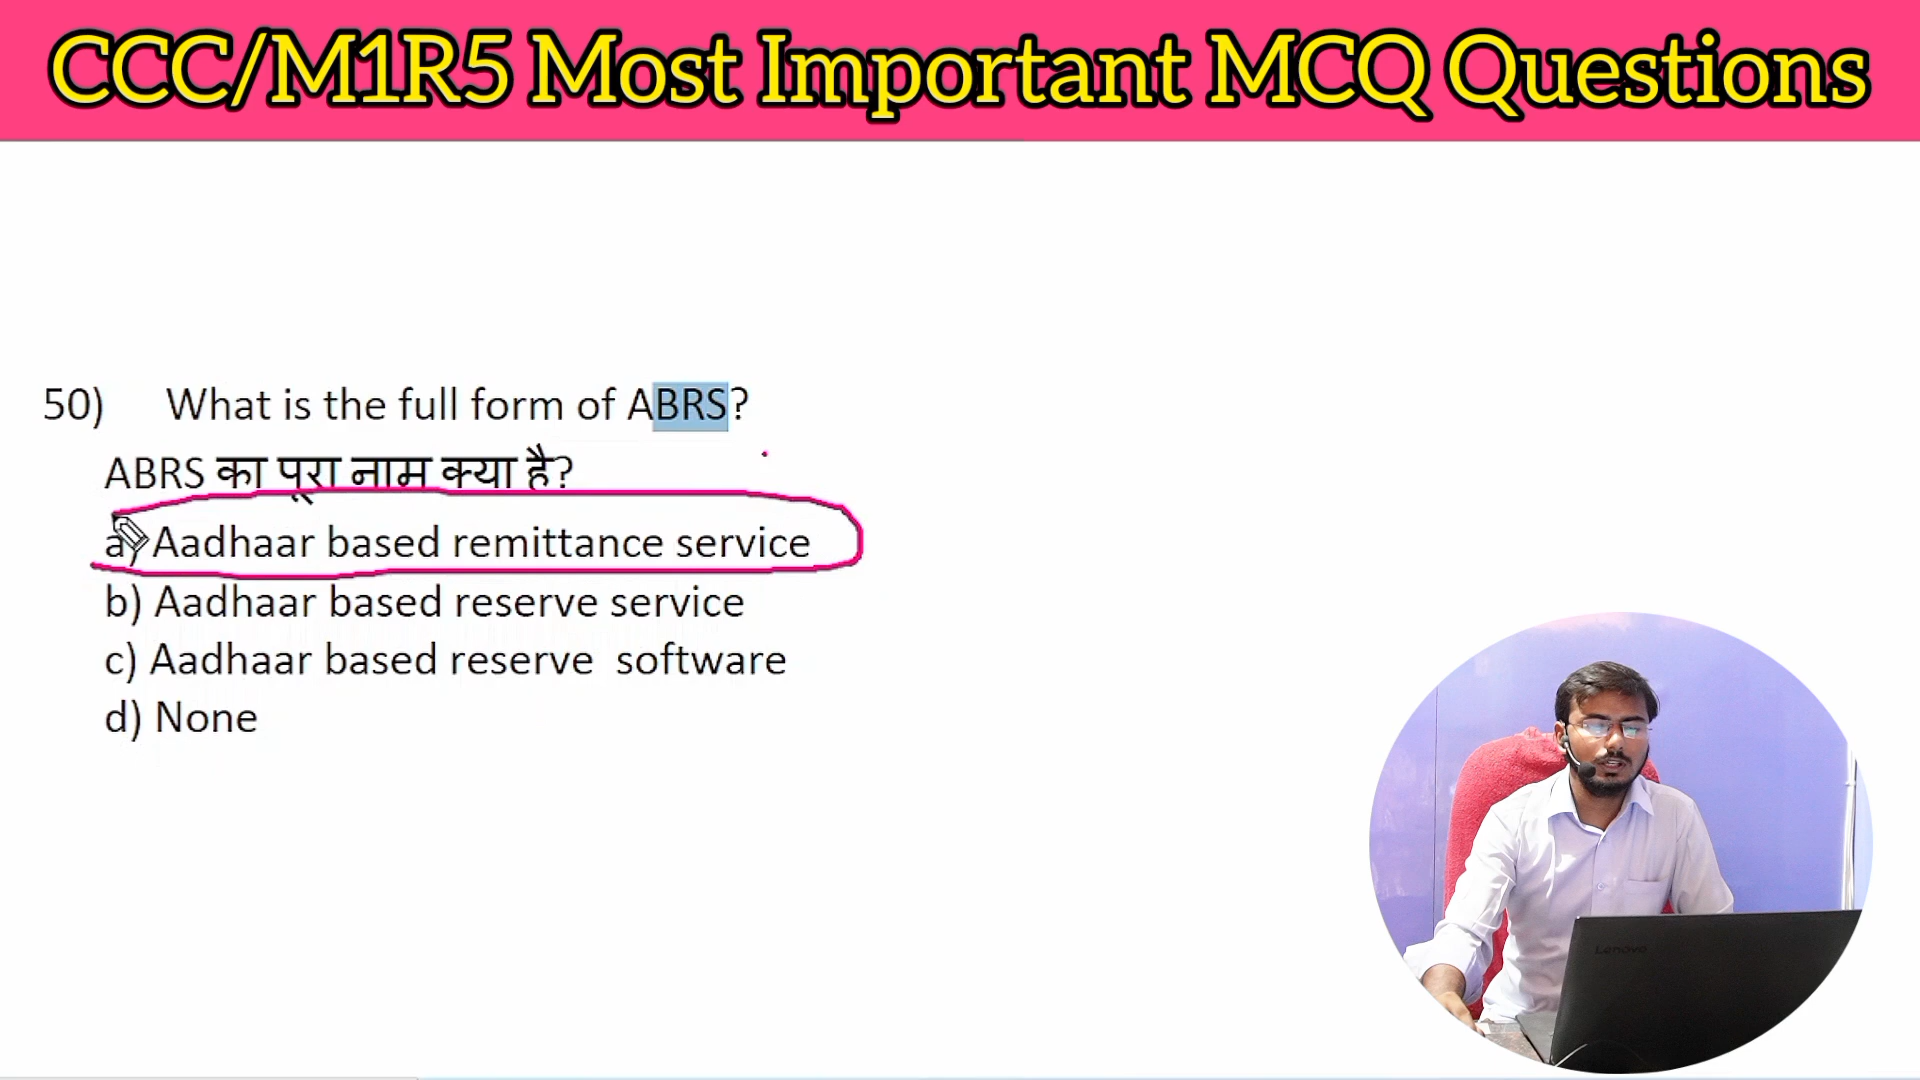 CCC/M1R5 Most Important MCQ Questions
50) What is the full form of ABRS?
ABRS का पूरा नाम क्या है?
a) Aadhaar based remittance service
b) Aadhaar based reserve service
c) Aadhaar based reserve software
d) None
Lenovo